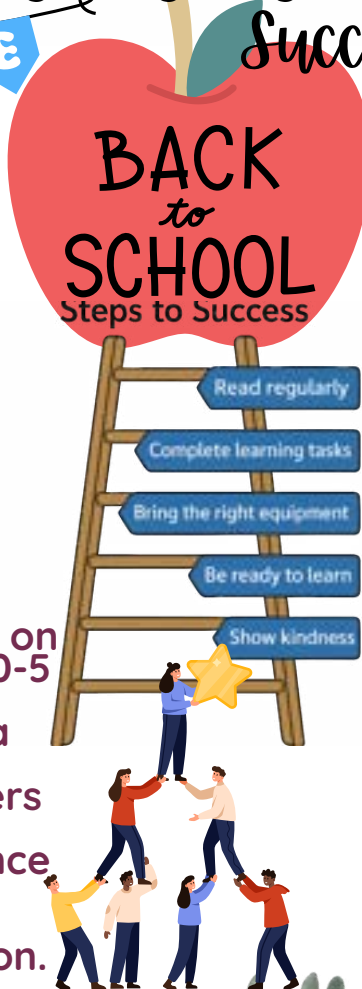 Succ
BACK
to
SCHOOL
Steps to Success
Read regularly
Complete learning tasks
Bring the right equipment
Be ready to learn
Show kindness
on
0-5
a
ers
nce
on.